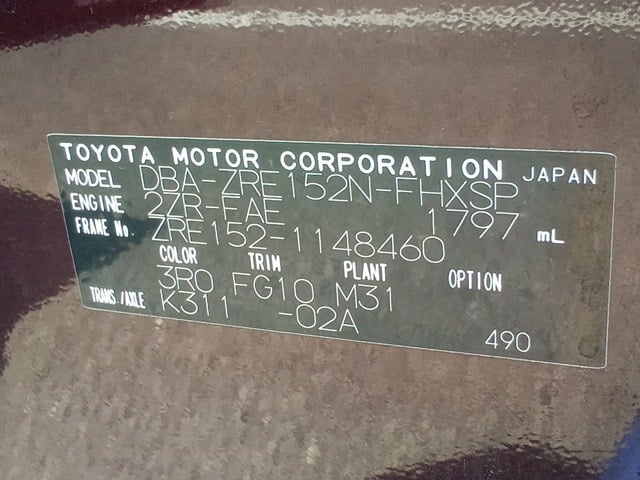 TOYOTA MOTOR CORPORATION JAPAN
MODEL DBA-ZRE152N-FHXSP
ENGINE 2ZR-FAE 1797 mL
FRAME No. ZRE152-1148460
COLOR TRIM PLANT OPTION
3R0 FG10 M31
TRANS./AXLE K311 -02A
490